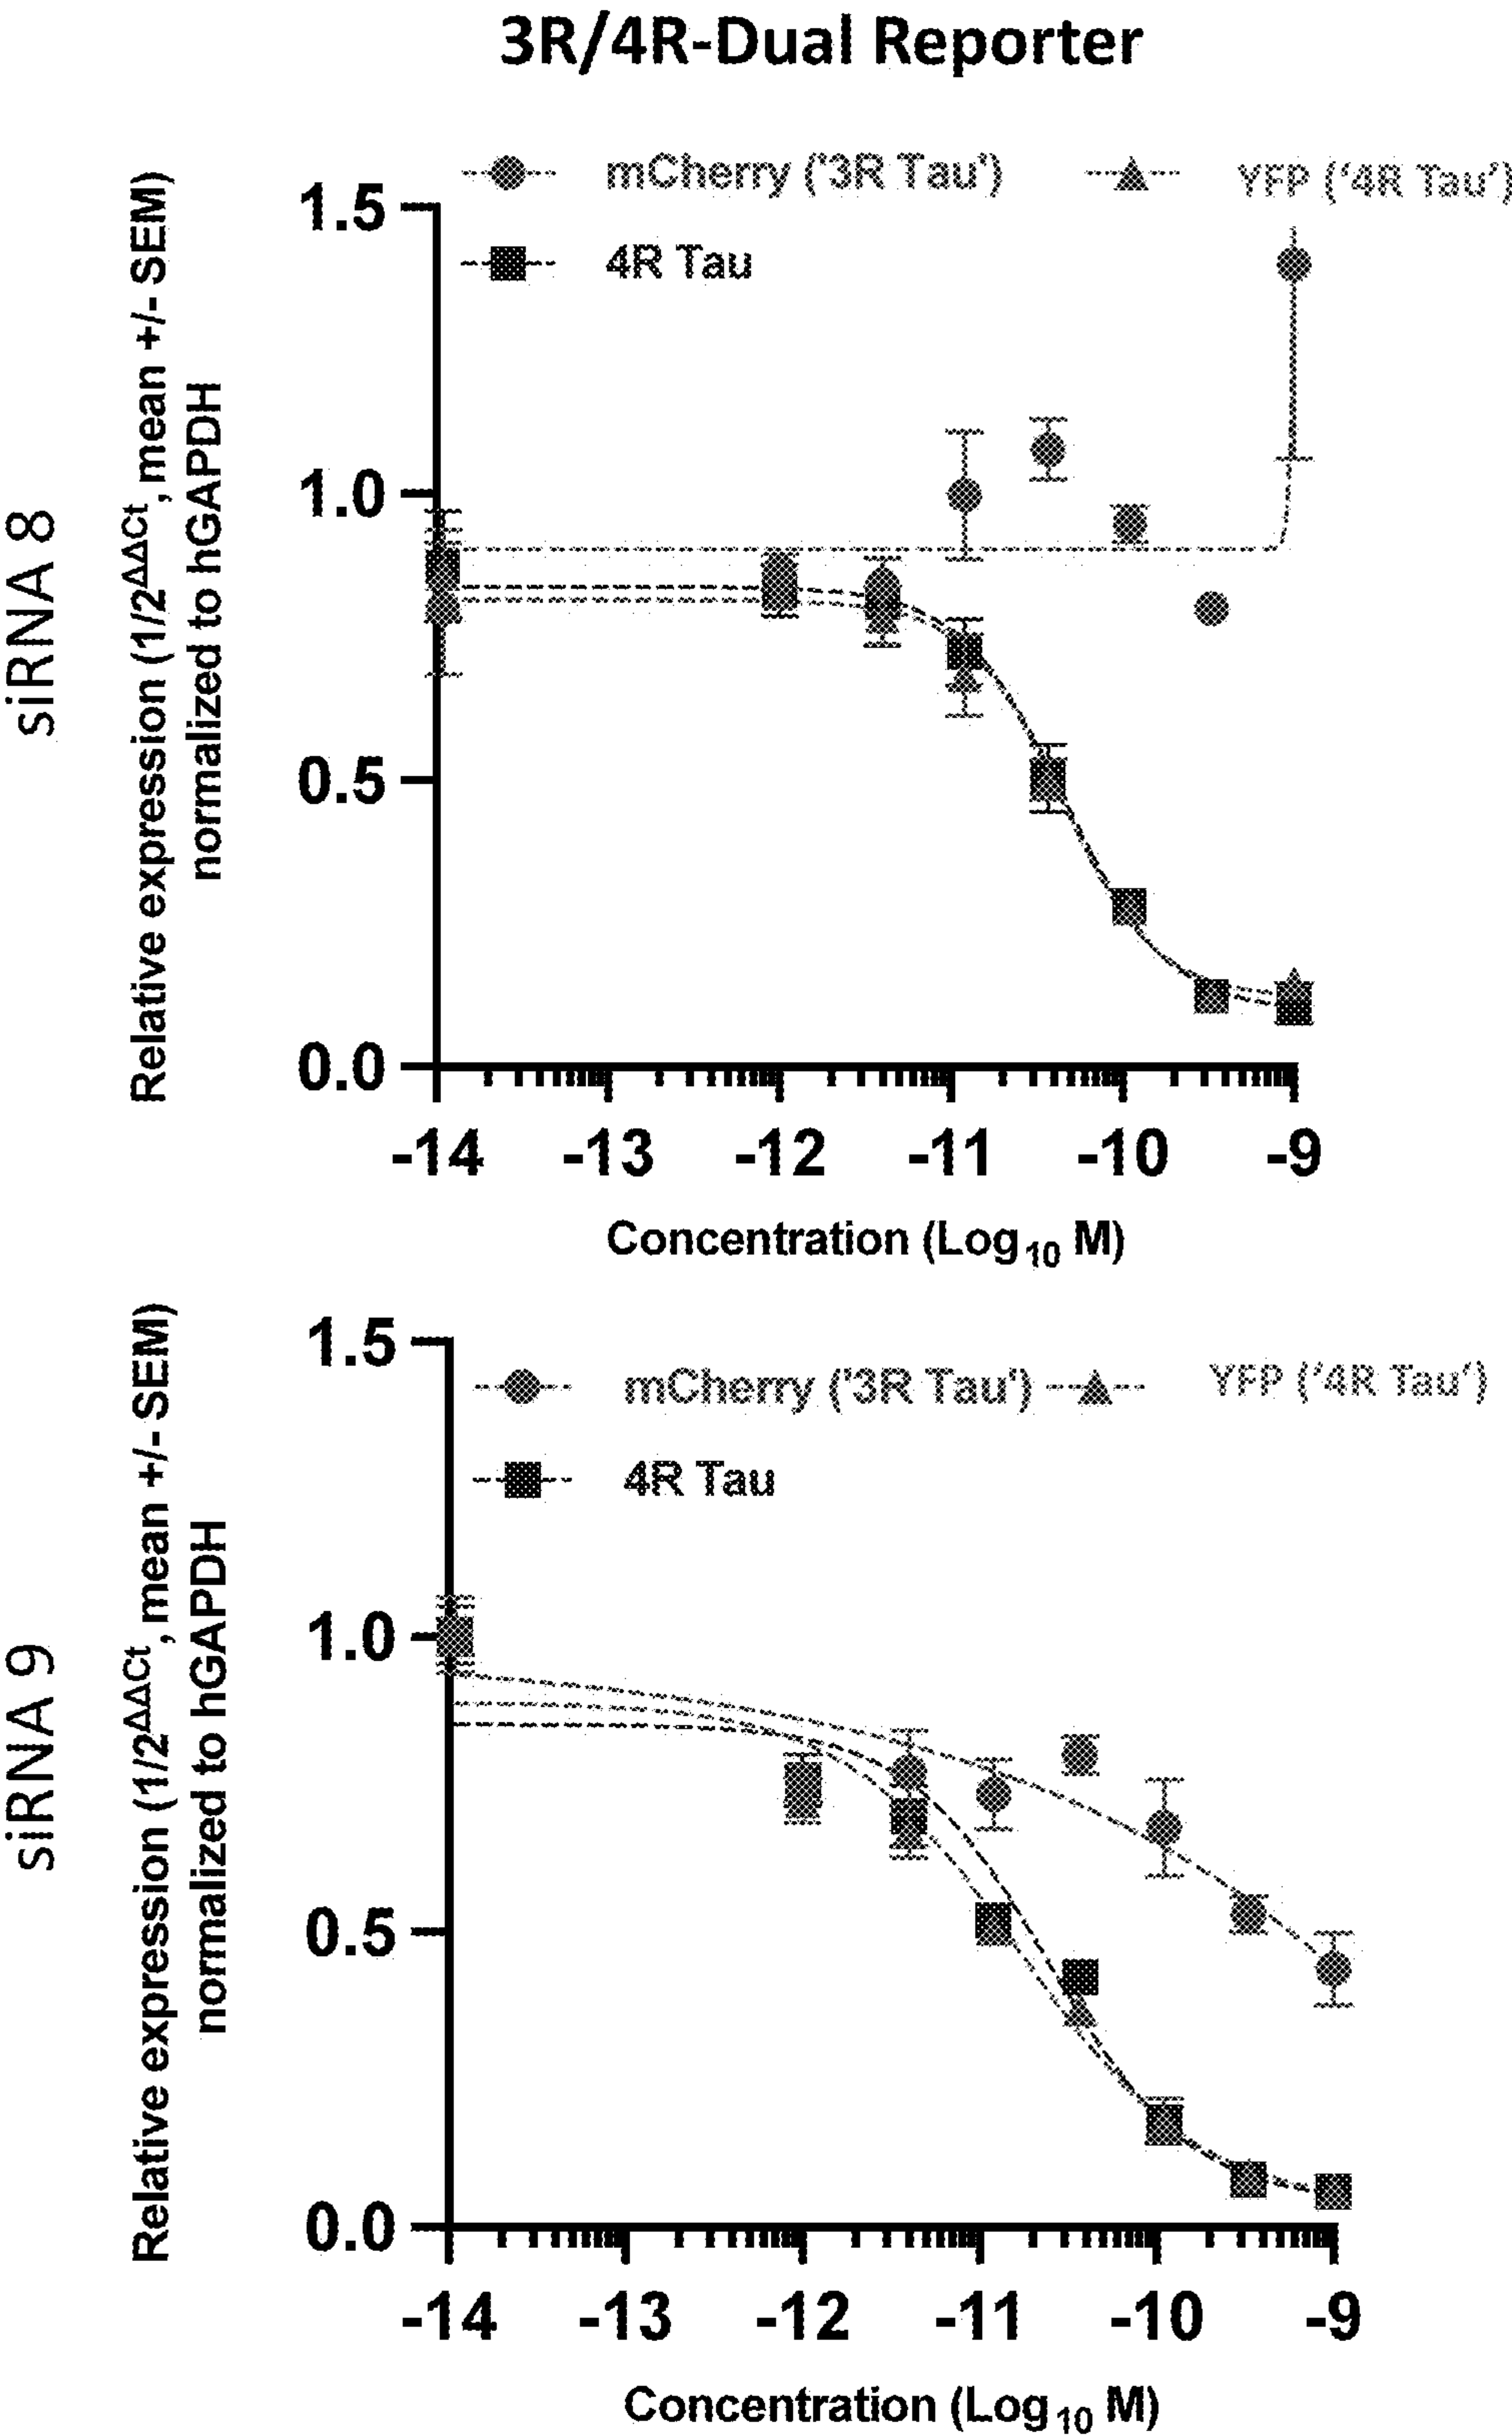 3R/4R-Dual Reporter
siRNA 8
Relative expression (1/2ΔΔCt, mean +/- SEM)
normalized to hGAPDH
mCherry ('3R Tau')
YFP ('4R Tau')
4R Tau
1.5
1.0
0.5
0.0
-14 -13 -12 -11 -10 -9
Concentration (Log10 M)
siRNA 9
Relative expression (1/2ΔΔCt, mean +/- SEM)
normalized to hGAPDH
mCherry ('3R Tau')
YFP ('4R Tau')
4R Tau
1.5
1.0
0.5
0.0
-14 -13 -12 -11 -10 -9
Concentration (Log10 M)